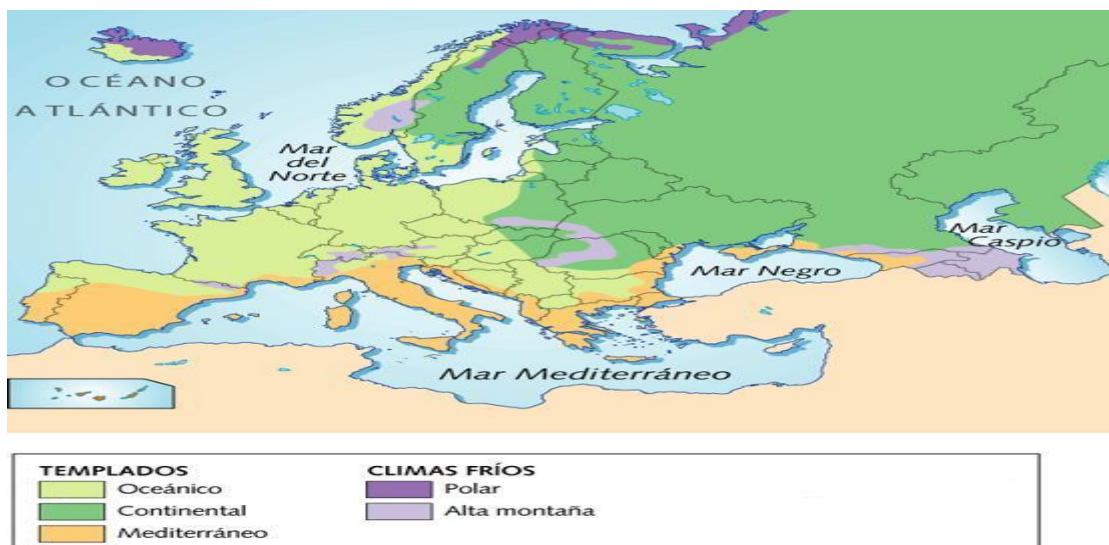 OCÉANO
ATLÁNTICO
Mar
del
Norte
Mar
Caspio
Mar Negro
Mar Mediterráneo
TEMPLADOS
Oceánico
Continental
Mediterráneo
CLIMAS FRÍOS
Polar
Alta montaña